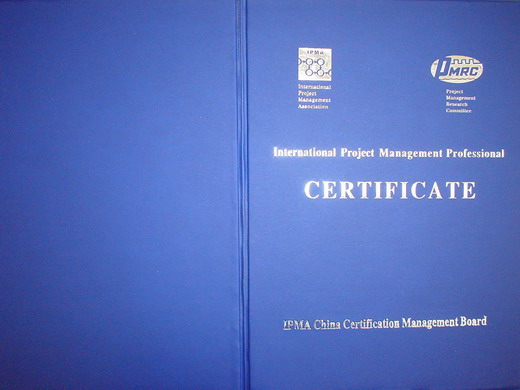 IPMA
International
Project
Management
Association
PMRC
Project
Management
Research
Committee
International Project Management Professional
CERTIFICATE
IPMA China Certification Management Board